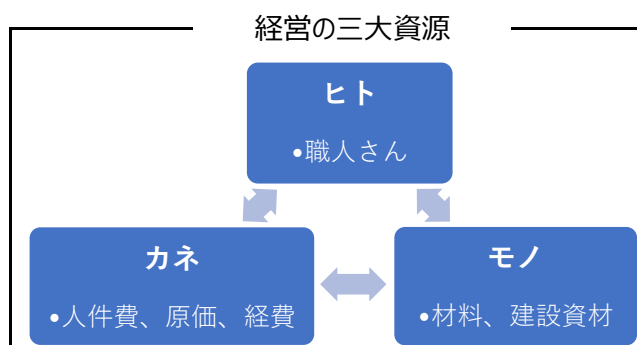 経営の三大資源
ヒト
•職人さん
カネ
•人件費、原価、経費
モノ
•材料、建設資材